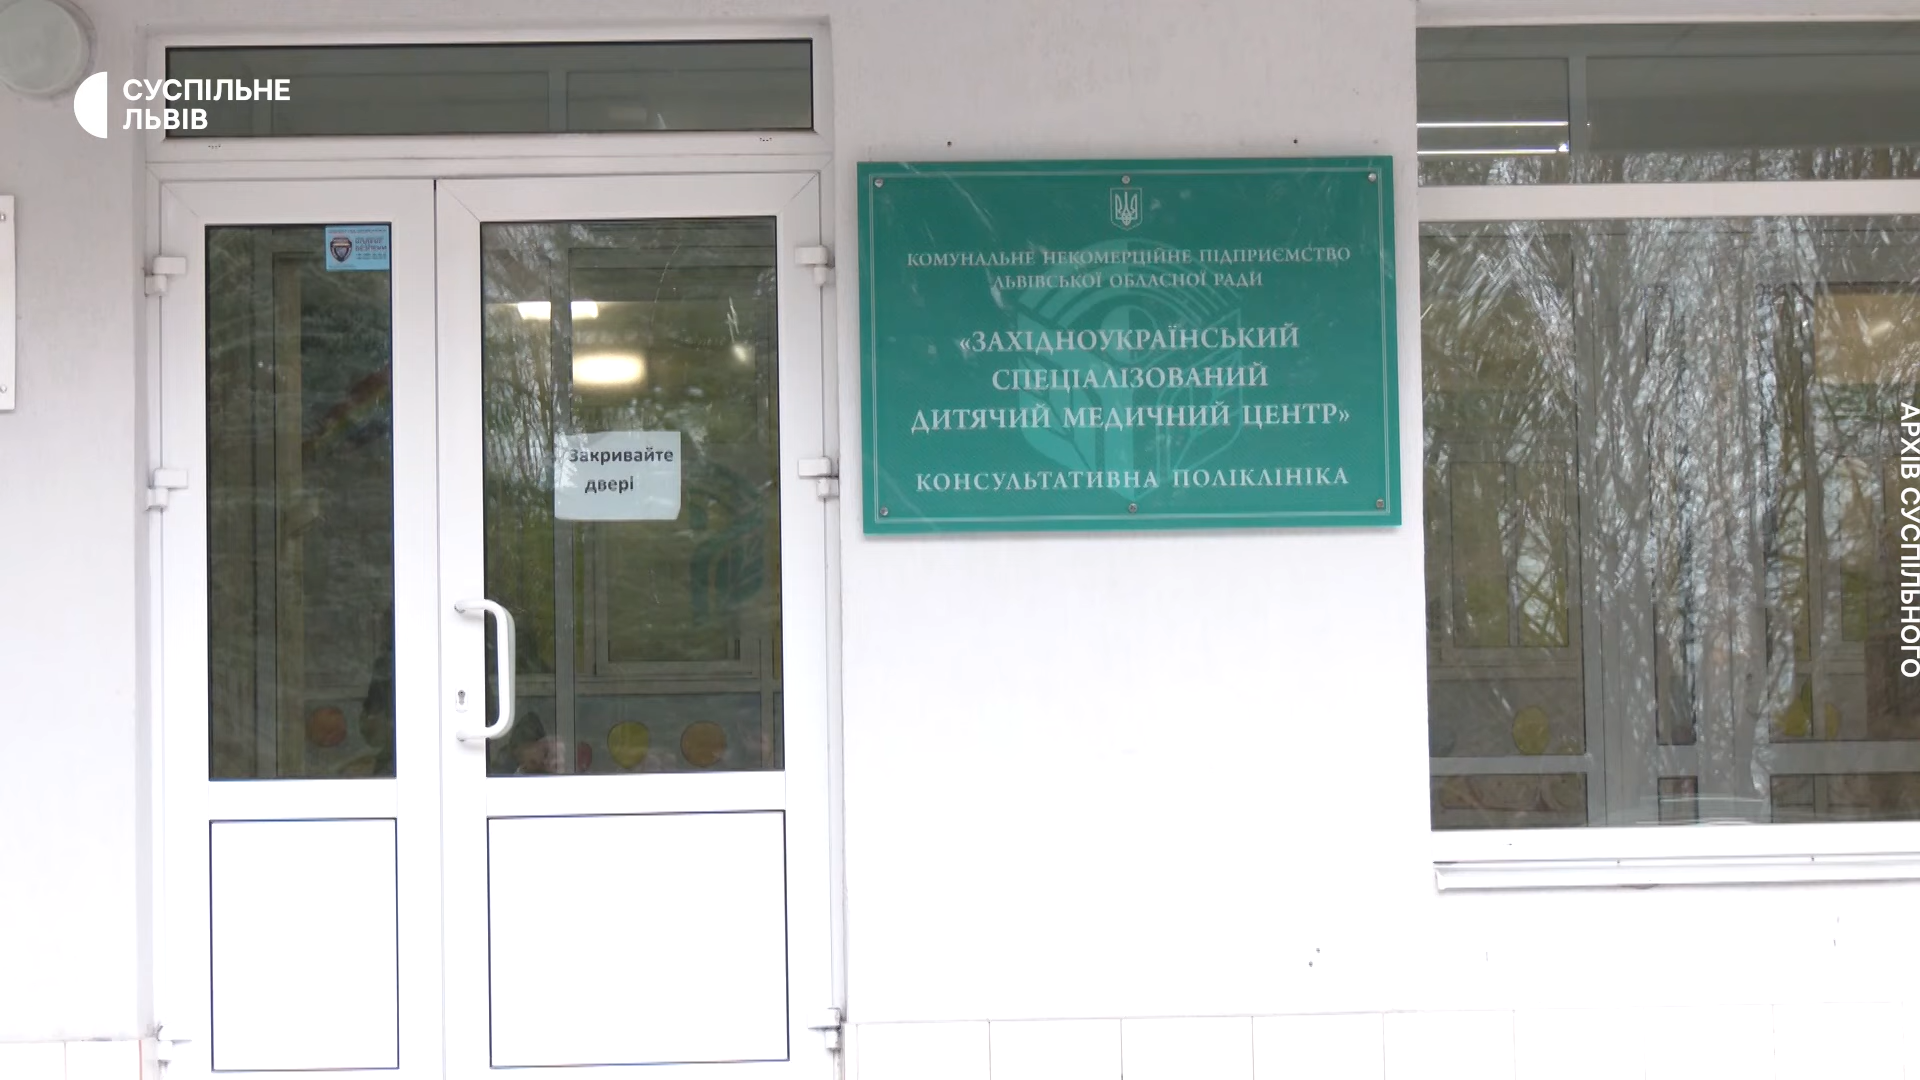 СУСПІЛЬНЕ
ЛЬВІВ
КОМУНАЛЬНЕ НЕКОМЕРЦІЙНЕ ПІДПРИЄМСТВО
ЛЬВІВСЬКОЇ ОБЛАСНОЇ РАДИ
«ЗАХІДНОУКРАЇНСЬКИЙ
СПЕЦІАЛІЗОВАНИЙ
ДИТЯЧИЙ МЕДИЧНИЙ ЦЕНТР»
КОНСУЛЬТАТИВНА ПОЛІКЛІНІКА
Закривайте
двері
АРХІВ СУСПІЛЬНОГО